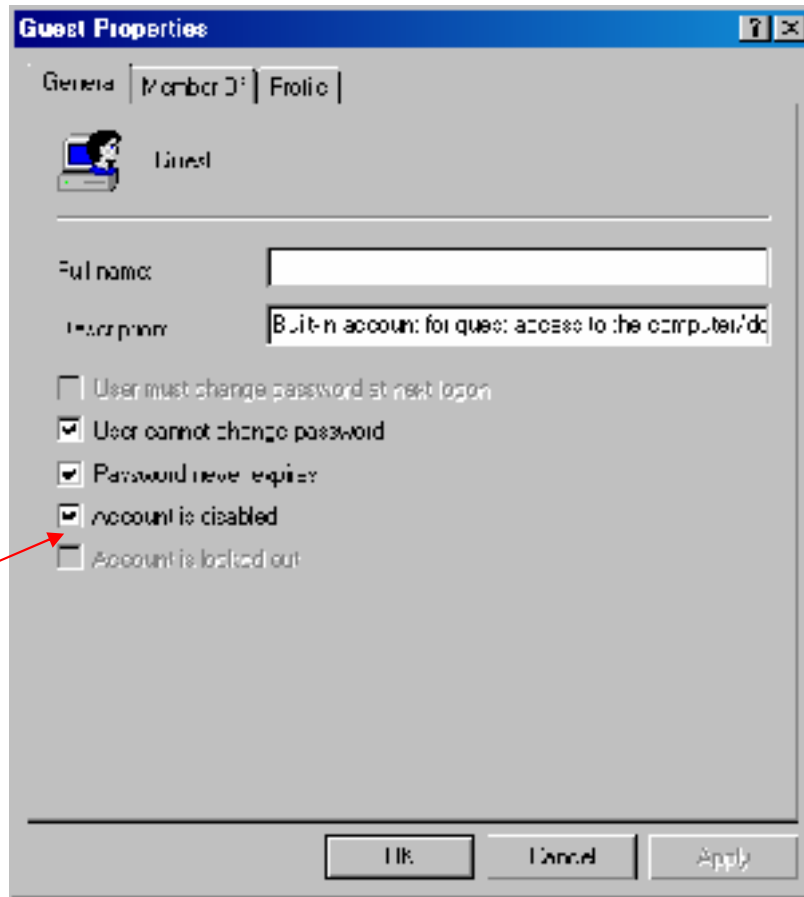 Guest Properties
General Member Of Profile
Guest
Full name:
Description: Built-in account for guest access to the computer/do
User must change password at next logon
User cannot change password
Password never expires
Account is disabled
Account is locked out
OK Cancel Apply